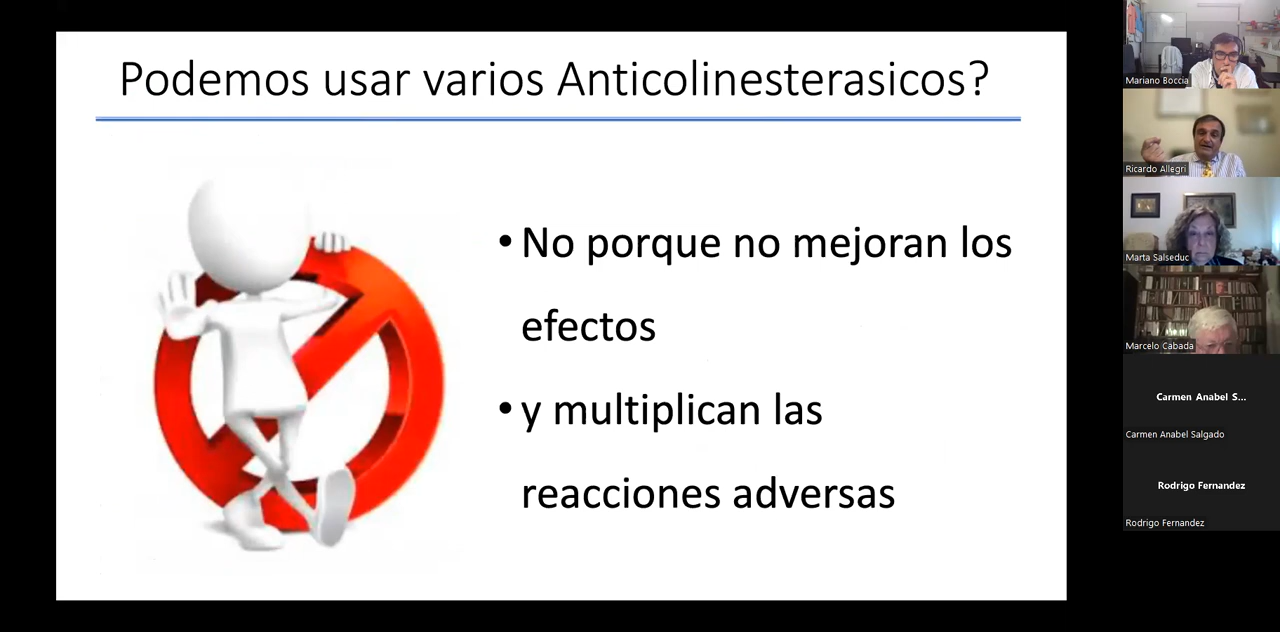 Podemos usar varios Anticolinesterasicos?
• No porque no mejoran los
efectos
• y multiplican las
reacciones adversas
Mariano Boccia
Ricardo Allegri
Marta Salseduc
Marcelo Cabada
Carmen Anabel S...
Carmen Anabel Salgado
Rodrigo Fernandez
Rodrigo Fernandez